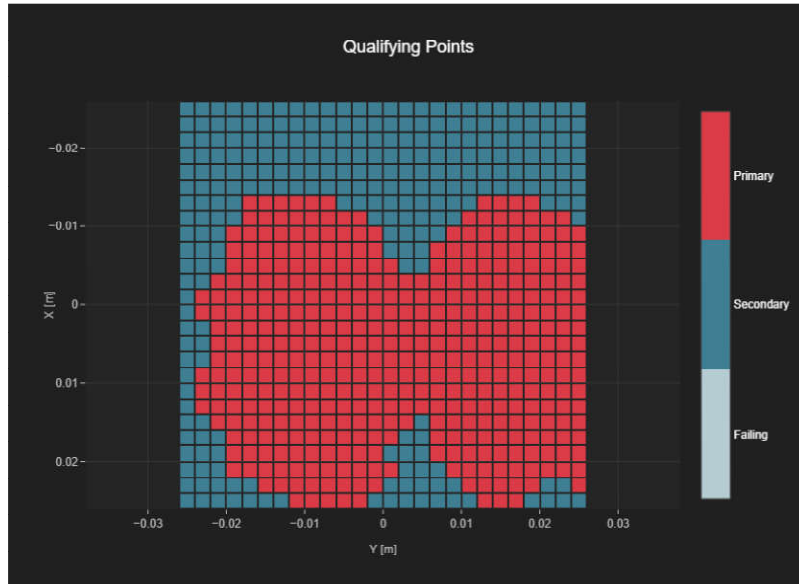 Qualifying Points
−0.02
−0.01
0
0.01
0.02
X [m]
−0.03
−0.02
−0.01
0
0.01
0.02
0.03
Y [m]
Primary
Secondary
Failing